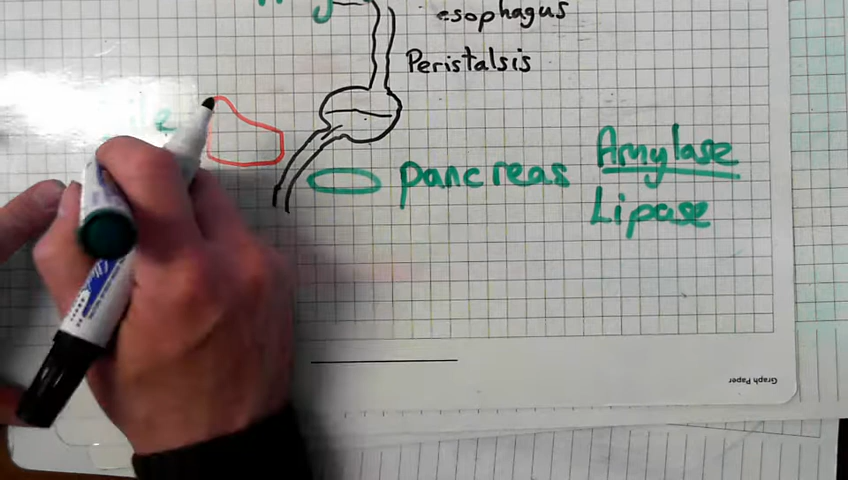 esophagus
Peristalsis
pancreas
Amylase
Lipase
Graph Paper